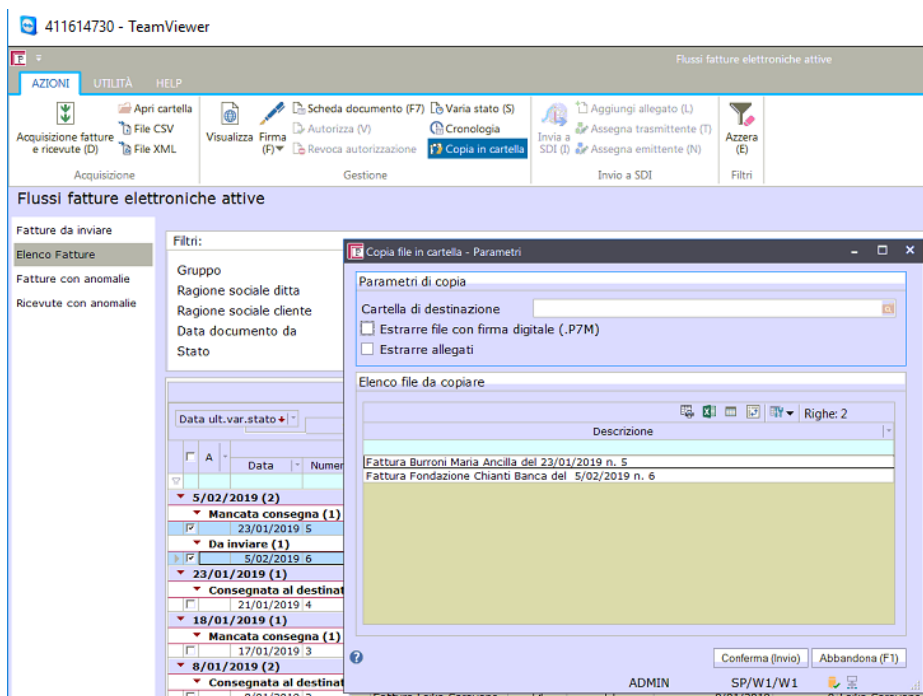 411614730 - TeamViewer
Flussi fatture elettroniche attive
AZIONI UTILITÀ HELP
Acquisizione fatture e ricevute (D)
Apri cartella
File CSV
File XML
Acquisizione
Visualizza
Firma (F)
Scheda documento (F7)
Autorizza (V)
Revoca autorizzazione
Varia stato (S)
Cronologia
Copia in cartella
Gestione
Invia a SDI (I)
Aggiungi allegato (L)
Assegna trasmittente (T)
Assegna emittente (N)
Invio a SDI
Azzera (E)
Filtri
Flussi fatture elettroniche attive
Fatture da inviare
Elenco Fatture
Fatture con anomalie
Ricevute con anomalie
Filtri:
Gruppo
Ragione sociale ditta
Ragione sociale cliente
Data documento da
Stato
Data ult.var.stato
A Data Numer
5/02/2019 (2)
Mancata consegna (1)
23/01/2019 5
Da inviare (1)
5/02/2019 6
23/01/2019 (1)
Consegnata al destinat
21/01/2019 4
18/01/2019 (1)
Mancata consegna (1)
17/01/2019 3
8/01/2019 (2)
Consegnata al destinat
Copia file in cartella - Parametri
Parametri di copia
Cartella di destinazione
Estrarre file con firma digitale (.P7M)
Estrarre allegati
Elenco file da copiare
Righe: 2
Descrizione
Fattura Burroni Maria Ancilla del 23/01/2019 n. 5
Fattura Fondazione Chianti Banca del 5/02/2019 n. 6
Conferma (Invio) Abbandona (F1)
ADMIN SP/W1/W1